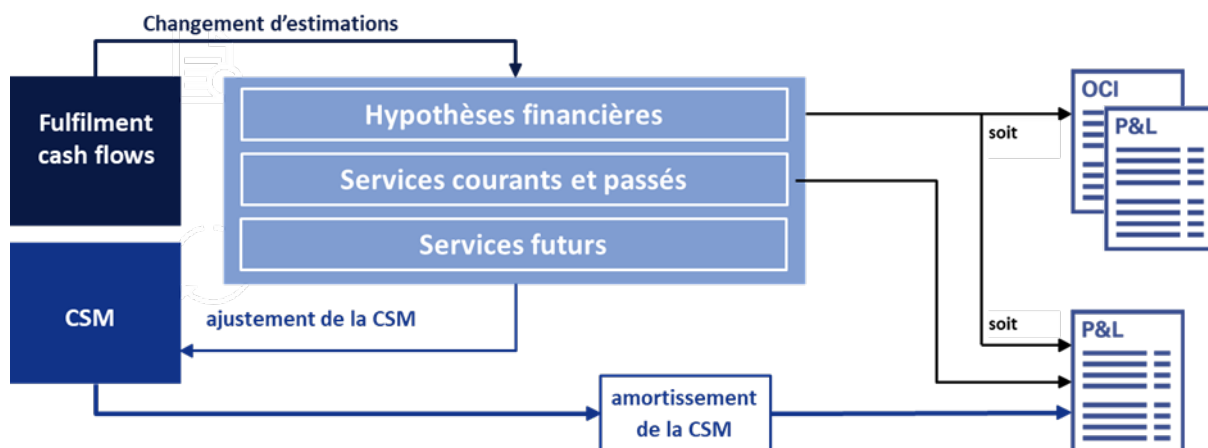 Changement d'estimations
Fulfilment
cash flows
Hypothèses financières
Services courants et passés
Services futurs
soit
OCI
P&L
CSM
ajustement de la CSM
soit
P&L
amortissement
de la CSM